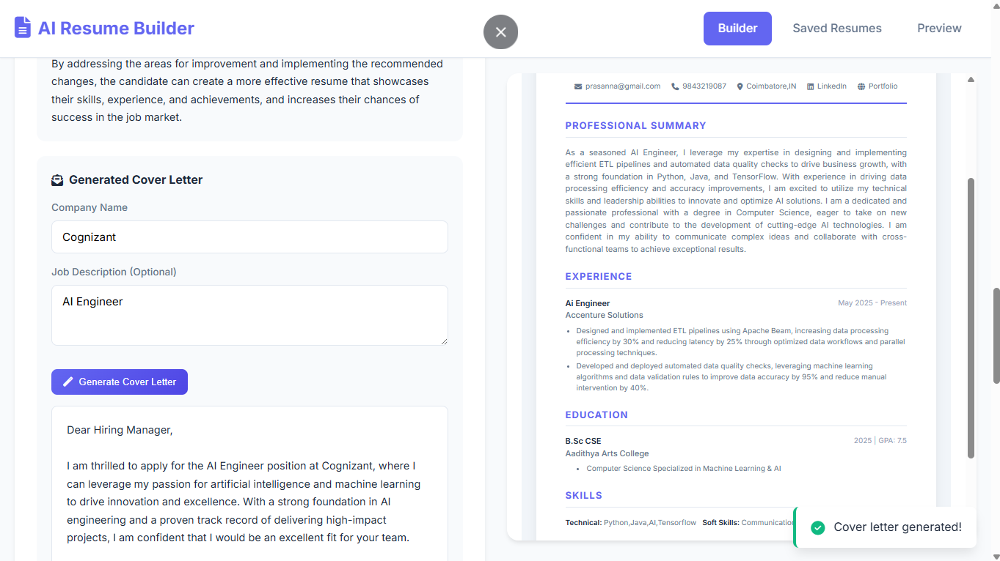 AI Resume Builder
Builder
Saved Resumes
Preview
By addressing the areas for improvement and implementing the recommended
changes, the candidate can create a more effective resume that showcases
their skills, experience, and achievements, and increases their chances of
success in the job market.
Generated Cover Letter
Company Name
Cognizant
Job Description (Optional)
AI Engineer
Generate Cover Letter
Dear Hiring Manager,
I am thrilled to apply for the AI Engineer position at Cognizant, where I
can leverage my passion for artificial intelligence and machine learning
to drive innovation and excellence. With a strong foundation in AI
engineering and a proven track record of delivering high-impact
projects, I am confident that I would be an excellent fit for your team.
prasanna@gmail.com 9843219087 Coimbatore,IN LinkedIn Portfolio
PROFESSIONAL SUMMARY
As a seasoned AI Engineer, I leverage my expertise in designing and implementing
efficient ETL pipelines and automated data quality checks to drive business growth, with
a strong foundation in Python, Java, and TensorFlow. With experience in driving data
processing efficiency and accuracy improvements, I am excited to utilize my technical
skills and leadership abilities to innovate and optimize AI solutions. I am a dedicated and
passionate professional with a degree in Computer Science, eager to take on new
challenges and contribute to the development of cutting-edge AI technologies. I am
confident in my ability to communicate complex ideas and collaborate with cross-
functional teams to achieve exceptional results.
EXPERIENCE
Ai Engineer May 2025 - Present
Accenture Solutions
• Designed and implemented ETL pipelines using Apache Beam, increasing data processing
efficiency by 30% and reducing latency by 25% through optimized data workflows and parallel
processing techniques.
• Developed and deployed automated data quality checks, leveraging machine learning
algorithms and data validation rules to improve data accuracy by 95% and reduce manual
intervention by 40%.
EDUCATION
B.Sc CSE 2025 | GPA: 7.5
Aadithya Arts College
• Computer Science Specialized in Machine Learning & AI
SKILLS
Technical: Python,Java,AI,Tensorflow Soft Skills: Communication
Cover letter generated!